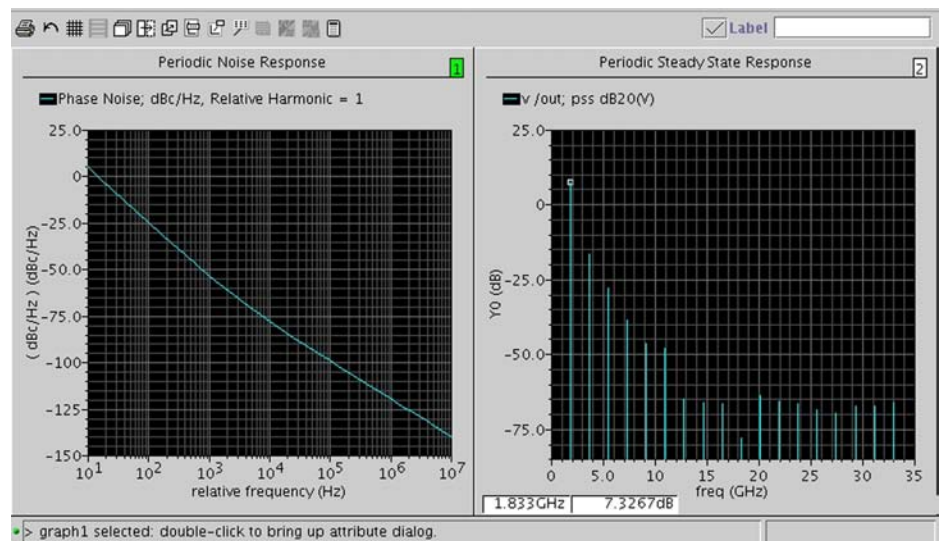 Label
Periodic Noise Response
1
Phase Noise; dBc/Hz, Relative Harmonic = 1
25.0
0
-25.0
-50.0
-75.0
-100
-125
-150
( dBc/Hz ) (dBc/Hz)
10^1 10^2 10^3 10^4 10^5 10^6 10^7
relative frequency (Hz)
Periodic Steady State Response
2
v /out; pss dB20(V)
25.0
0
-25.0
-50.0
-75.0
Y0 (dB)
0 5.0 10 15 20 25 30 35
freq (GHz)
1.833GHz 7.3267dB
> graph1 selected: double-click to bring up attribute dialog.